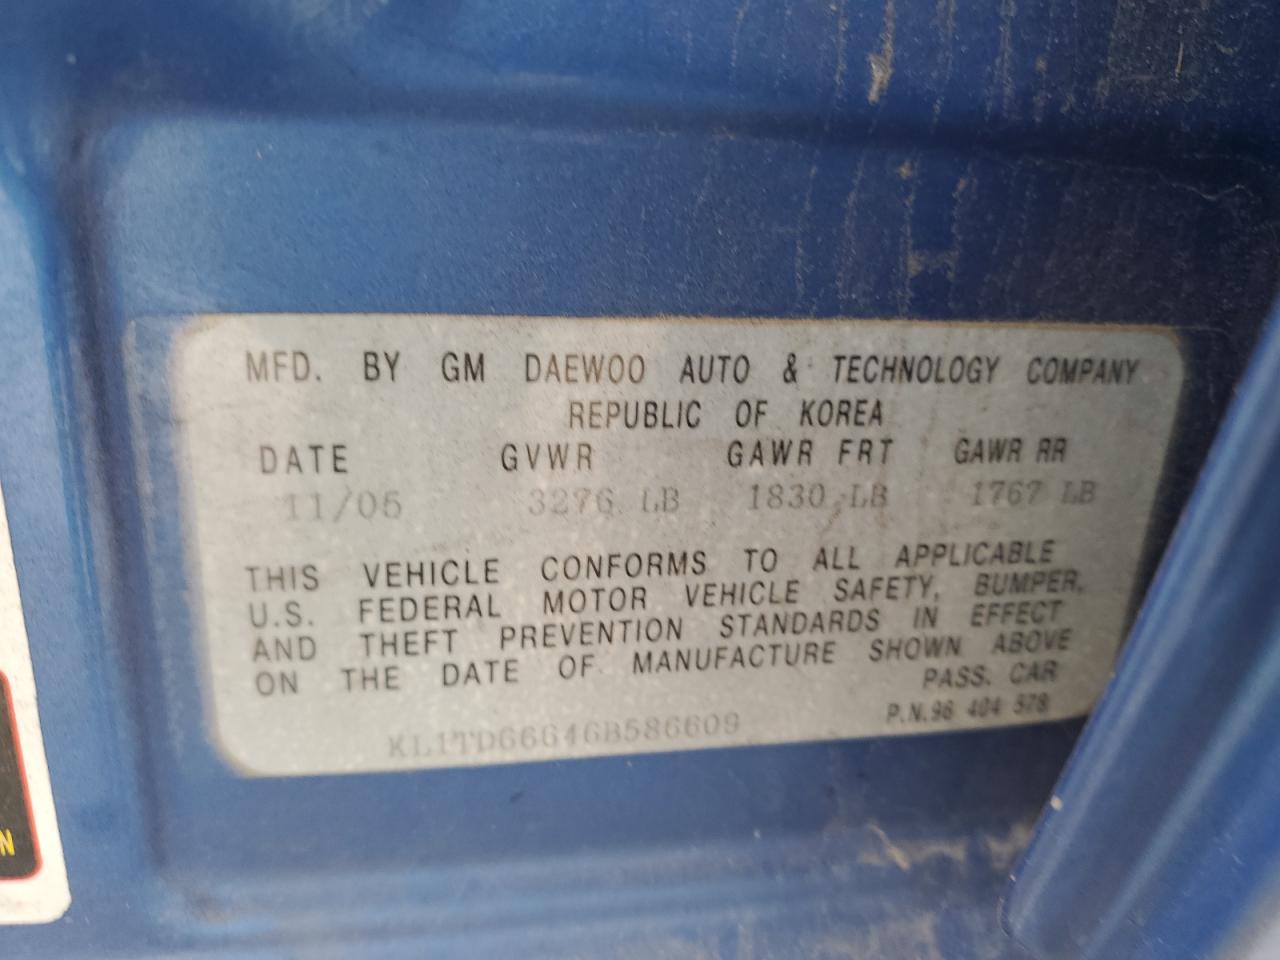 MFD. BY GM DAEWOO AUTO & TECHNOLOGY COMPANY
REPUBLIC OF KOREA
DATE GVWR GAWR FRT GAWR RR
11/05 3276 LB 1830 LB 1767 LB
THIS VEHICLE CONFORMS TO ALL APPLICABLE
U.S. FEDERAL MOTOR VEHICLE SAFETY, BUMPER,
AND THEFT PREVENTION STANDARDS IN EFFECT
ON THE DATE OF MANUFACTURE SHOWN ABOVE
PASS. CAR
KL1TD66646B586609 P.N.96 404 578
N